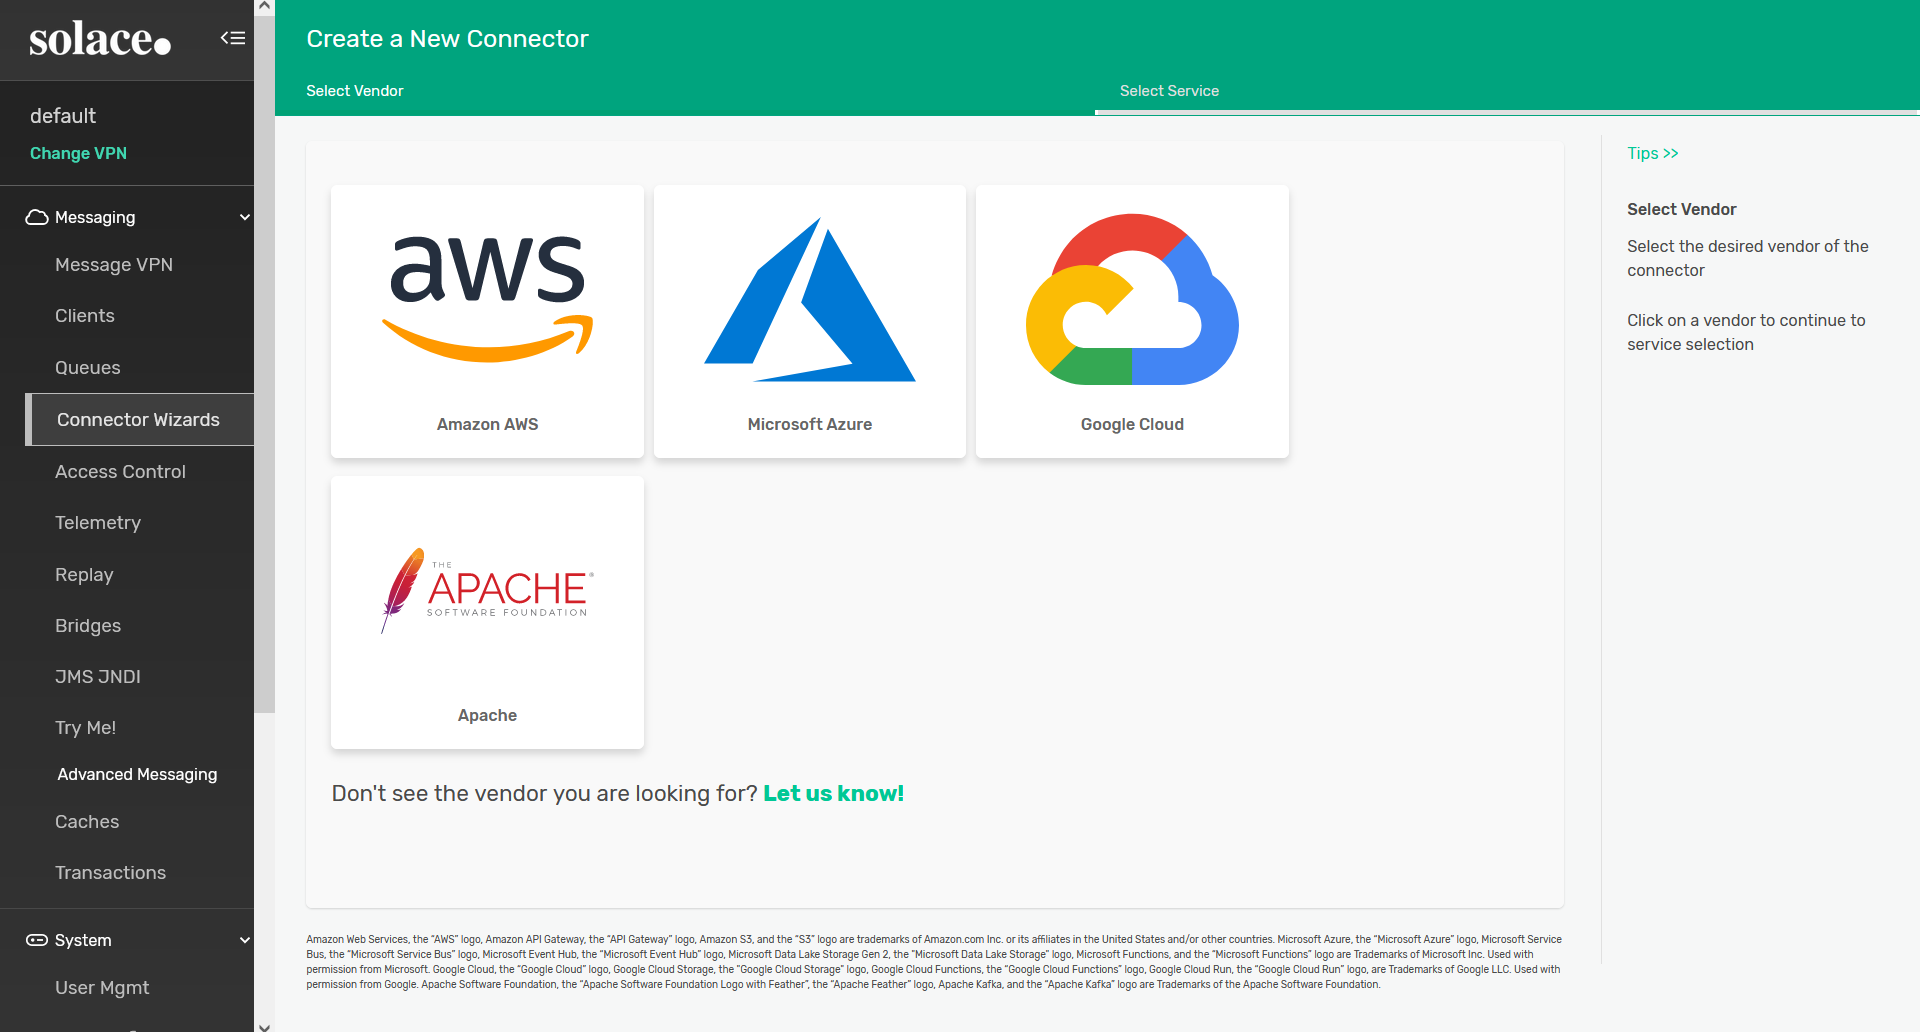 solace.
default
Change VPN
Messaging
Message VPN
Clients
Queues
Connector Wizards
Access Control
Telemetry
Replay
Bridges
JMS JNDI
Try Me!
Advanced Messaging
Caches
Transactions
System
User Mgmt
Create a New Connector
Select Vendor
Select Service
aws
Amazon AWS
Microsoft Azure
Google Cloud
THE
APACHE®
SOFTWARE FOUNDATION
Apache
Don't see the vendor you are looking for? Let us know!
Tips >>
Select Vendor
Select the desired vendor of the
connector
Click on a vendor to continue to
service selection
Amazon Web Services, the “AWS” logo, Amazon API Gateway, the “API Gateway” logo, Amazon S3, and the “S3” logo are trademarks of Amazon.com Inc. or its affiliates in the United States and/or other countries. Microsoft Azure, the “Microsoft Azure” logo, Microsoft Service
Bus, the “Microsoft Service Bus” logo, Microsoft Event Hub, the “Microsoft Event Hub” logo, Microsoft Data Lake Storage Gen 2, the “Microsoft Data Lake Storage” logo, Microsoft Functions, and the “Microsoft Functions” logo are Trademarks of Microsoft Inc. Used with
permission from Microsoft. Google Cloud, the “Google Cloud” logo, Google Cloud Storage, the “Google Cloud Storage” logo, Google Cloud Functions, the “Google Cloud Functions” logo, Google Cloud Run, the “Google Cloud Run” logo, are Trademarks of Google LLC. Used with
permission from Google. Apache Software Foundation, the “Apache Software Foundation Logo with Feather”, the “Apache Feather” logo, Apache Kafka, and the “Apache Kafka” logo are Trademarks of the Apache Software Foundation.